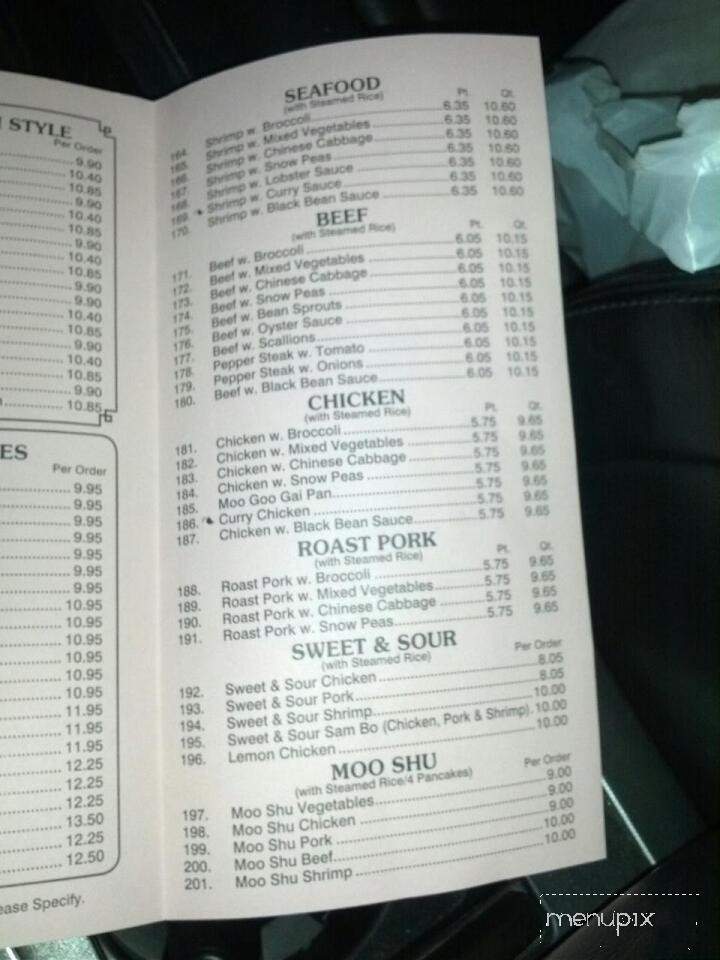 STYLE
Per Order
9.90
10.40
10.85
9.90
10.40
10.85
9.90
10.40
10.85
9.90
9.90
10.40
10.85
9.90
10.40
10.85
9.90
10.85
ES
Per Order
9.95
9.95
9.95
9.95
9.95
9.95
9.95
10.95
10.95
10.95
10.95
10.95
10.95
11.95
11.95
11.95
12.25
12.25
12.25
13.50
12.25
12.50
ease Specify.
SEAFOOD
(with Steamed Rice) Pt. Qt.
164. Shrimp w. Broccoli 6.35 10.60
165. Shrimp w. Mixed Vegetables 6.35 10.60
166. Shrimp w. Chinese Cabbage 6.35 10.60
167. Shrimp w. Snow Peas 6.35 10.60
168. Shrimp w. Lobster Sauce 6.35 10.60
169. Shrimp w. Curry Sauce 6.35 10.60
170. Shrimp w. Black Bean Sauce 6.35 10.60
BEEF
(with Steamed Rice) Pt. Qt.
171. Beef w. Broccoli 6.05 10.15
172. Beef w. Mixed Vegetables 6.05 10.15
173. Beef w. Chinese Cabbage 6.05 10.15
174. Beef w. Snow Peas 6.05 10.15
175. Beef w. Bean Sprouts 6.05 10.15
176. Beef w. Oyster Sauce 6.05 10.15
177. Beef w. Scallions 6.05 10.15
178. Pepper Steak w. Tomato 6.05 10.15
179. Pepper Steak w. Onions 6.05 10.15
180. Beef w. Black Bean Sauce 6.05 10.15
CHICKEN
(with Steamed Rice) Pt. Qt.
181. Chicken w. Broccoli 5.75 9.65
182. Chicken w. Mixed Vegetables 5.75 9.65
183. Chicken w. Chinese Cabbage 5.75 9.65
184. Chicken w. Snow Peas 5.75 9.65
185. Moo Goo Gai Pan 5.75 9.65
186. Curry Chicken 5.75 9.65
187. Chicken w. Black Bean Sauce 5.75 9.65
ROAST PORK
(with Steamed Rice) Pt. Qt.
188. Roast Pork w. Broccoli 5.75 9.65
189. Roast Pork w. Mixed Vegetables 5.75 9.65
190. Roast Pork w. Chinese Cabbage 5.75 9.65
191. Roast Pork w. Snow Peas 5.75 9.65
SWEET & SOUR
(with Steamed Rice) Per Order
192. Sweet & Sour Chicken 8.05
193. Sweet & Sour Pork 8.05
194. Sweet & Sour Shrimp 10.00
195. Sweet & Sour Sam Bo (Chicken, Pork & Shrimp) 10.00
196. Lemon Chicken 10.00
MOO SHU
(with Steamed Rice/4 Pancakes) Per Order
197. Moo Shu Vegetables 9.00
198. Moo Shu Chicken 9.00
199. Moo Shu Pork 9.00
200. Moo Shu Beef 10.00
201. Moo Shu Shrimp 10.00
menupix